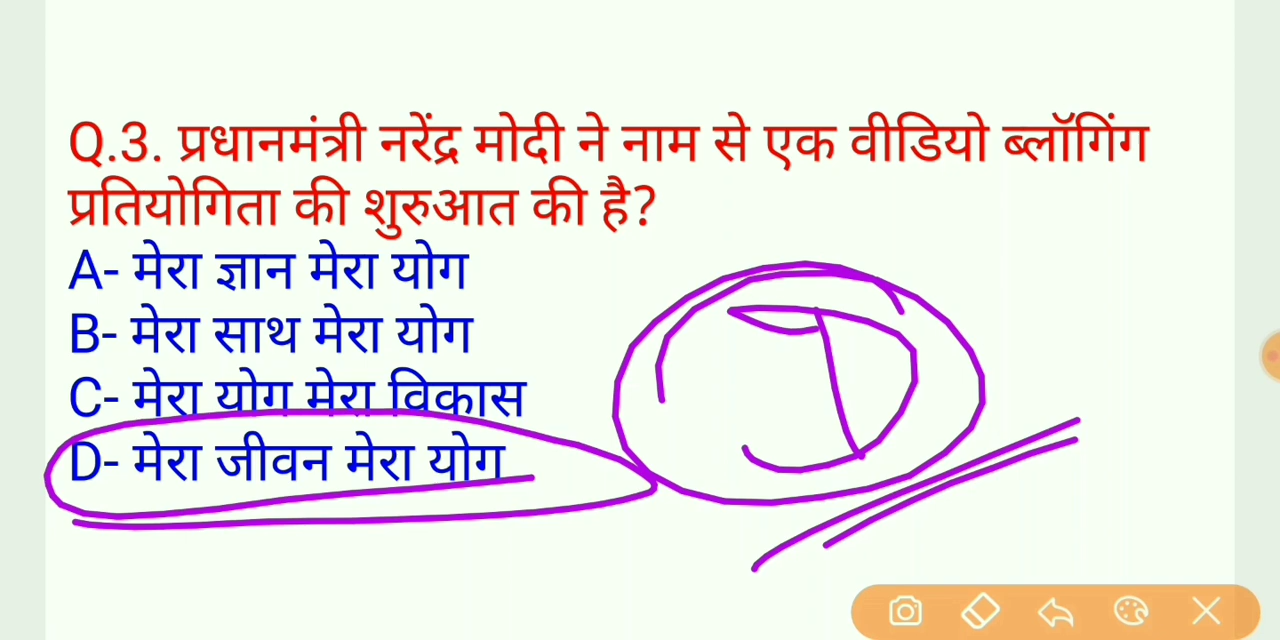 Q.3. प्रधानमंत्री नरेंद्र मोदी ने नाम से एक वीडियो ब्लॉगिंग
प्रतियोगिता की शुरुआत की है?
A- मेरा ज्ञान मेरा योग
B- मेरा साथ मेरा योग
C- मेरा योग मेरा विकास
D- मेरा जीवन मेरा योग
D